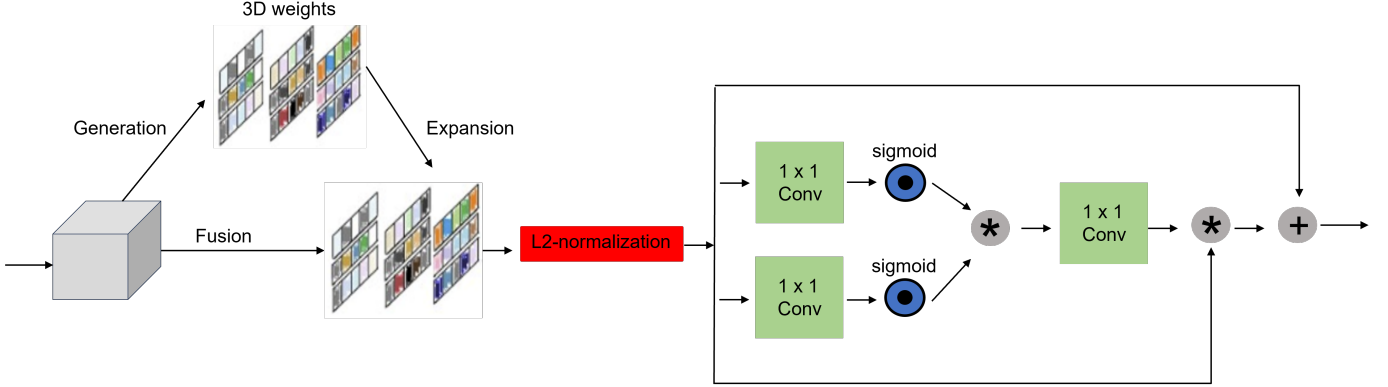 3D weights
Generation
Expansion
Fusion
L2-normalization
1 x 1
Conv
sigmoid
1 x 1
Conv
sigmoid
*
1 x 1
Conv
*
+